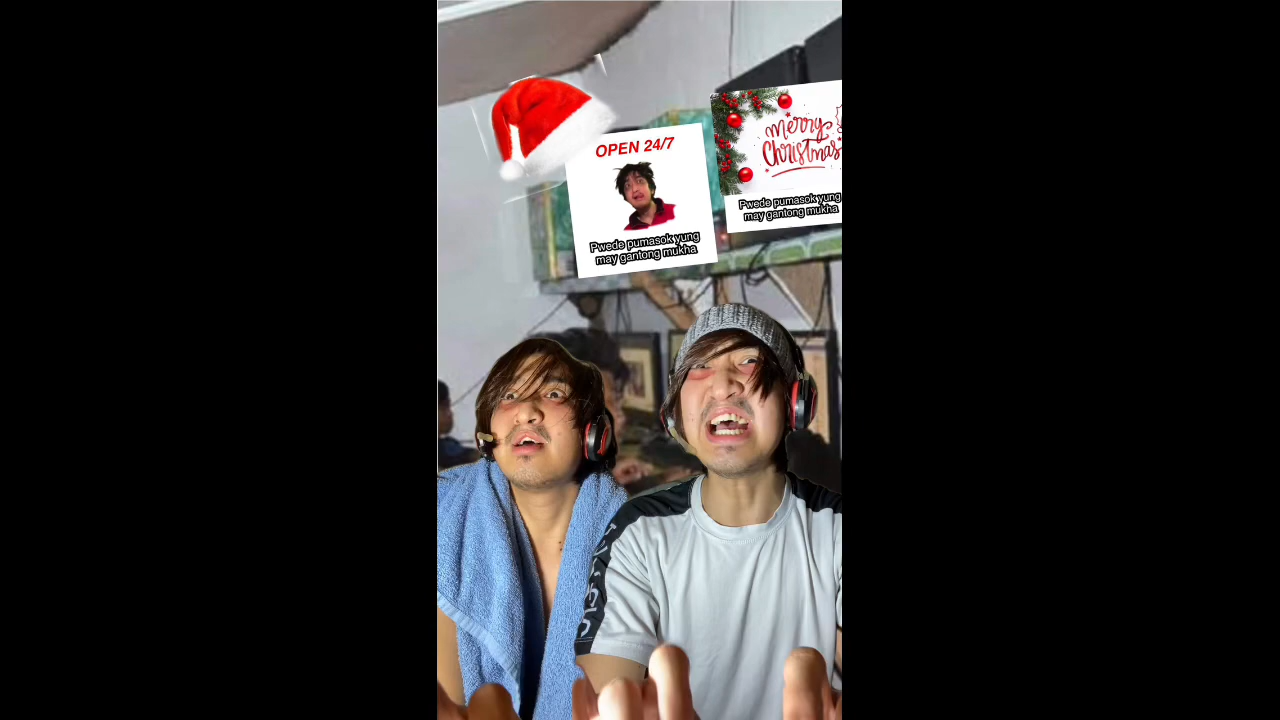 OPEN 24/7
Pwede pumasok yung
may gantong mukha
Merry
Christmas
Pwede pumasok yung
may gantong mukha